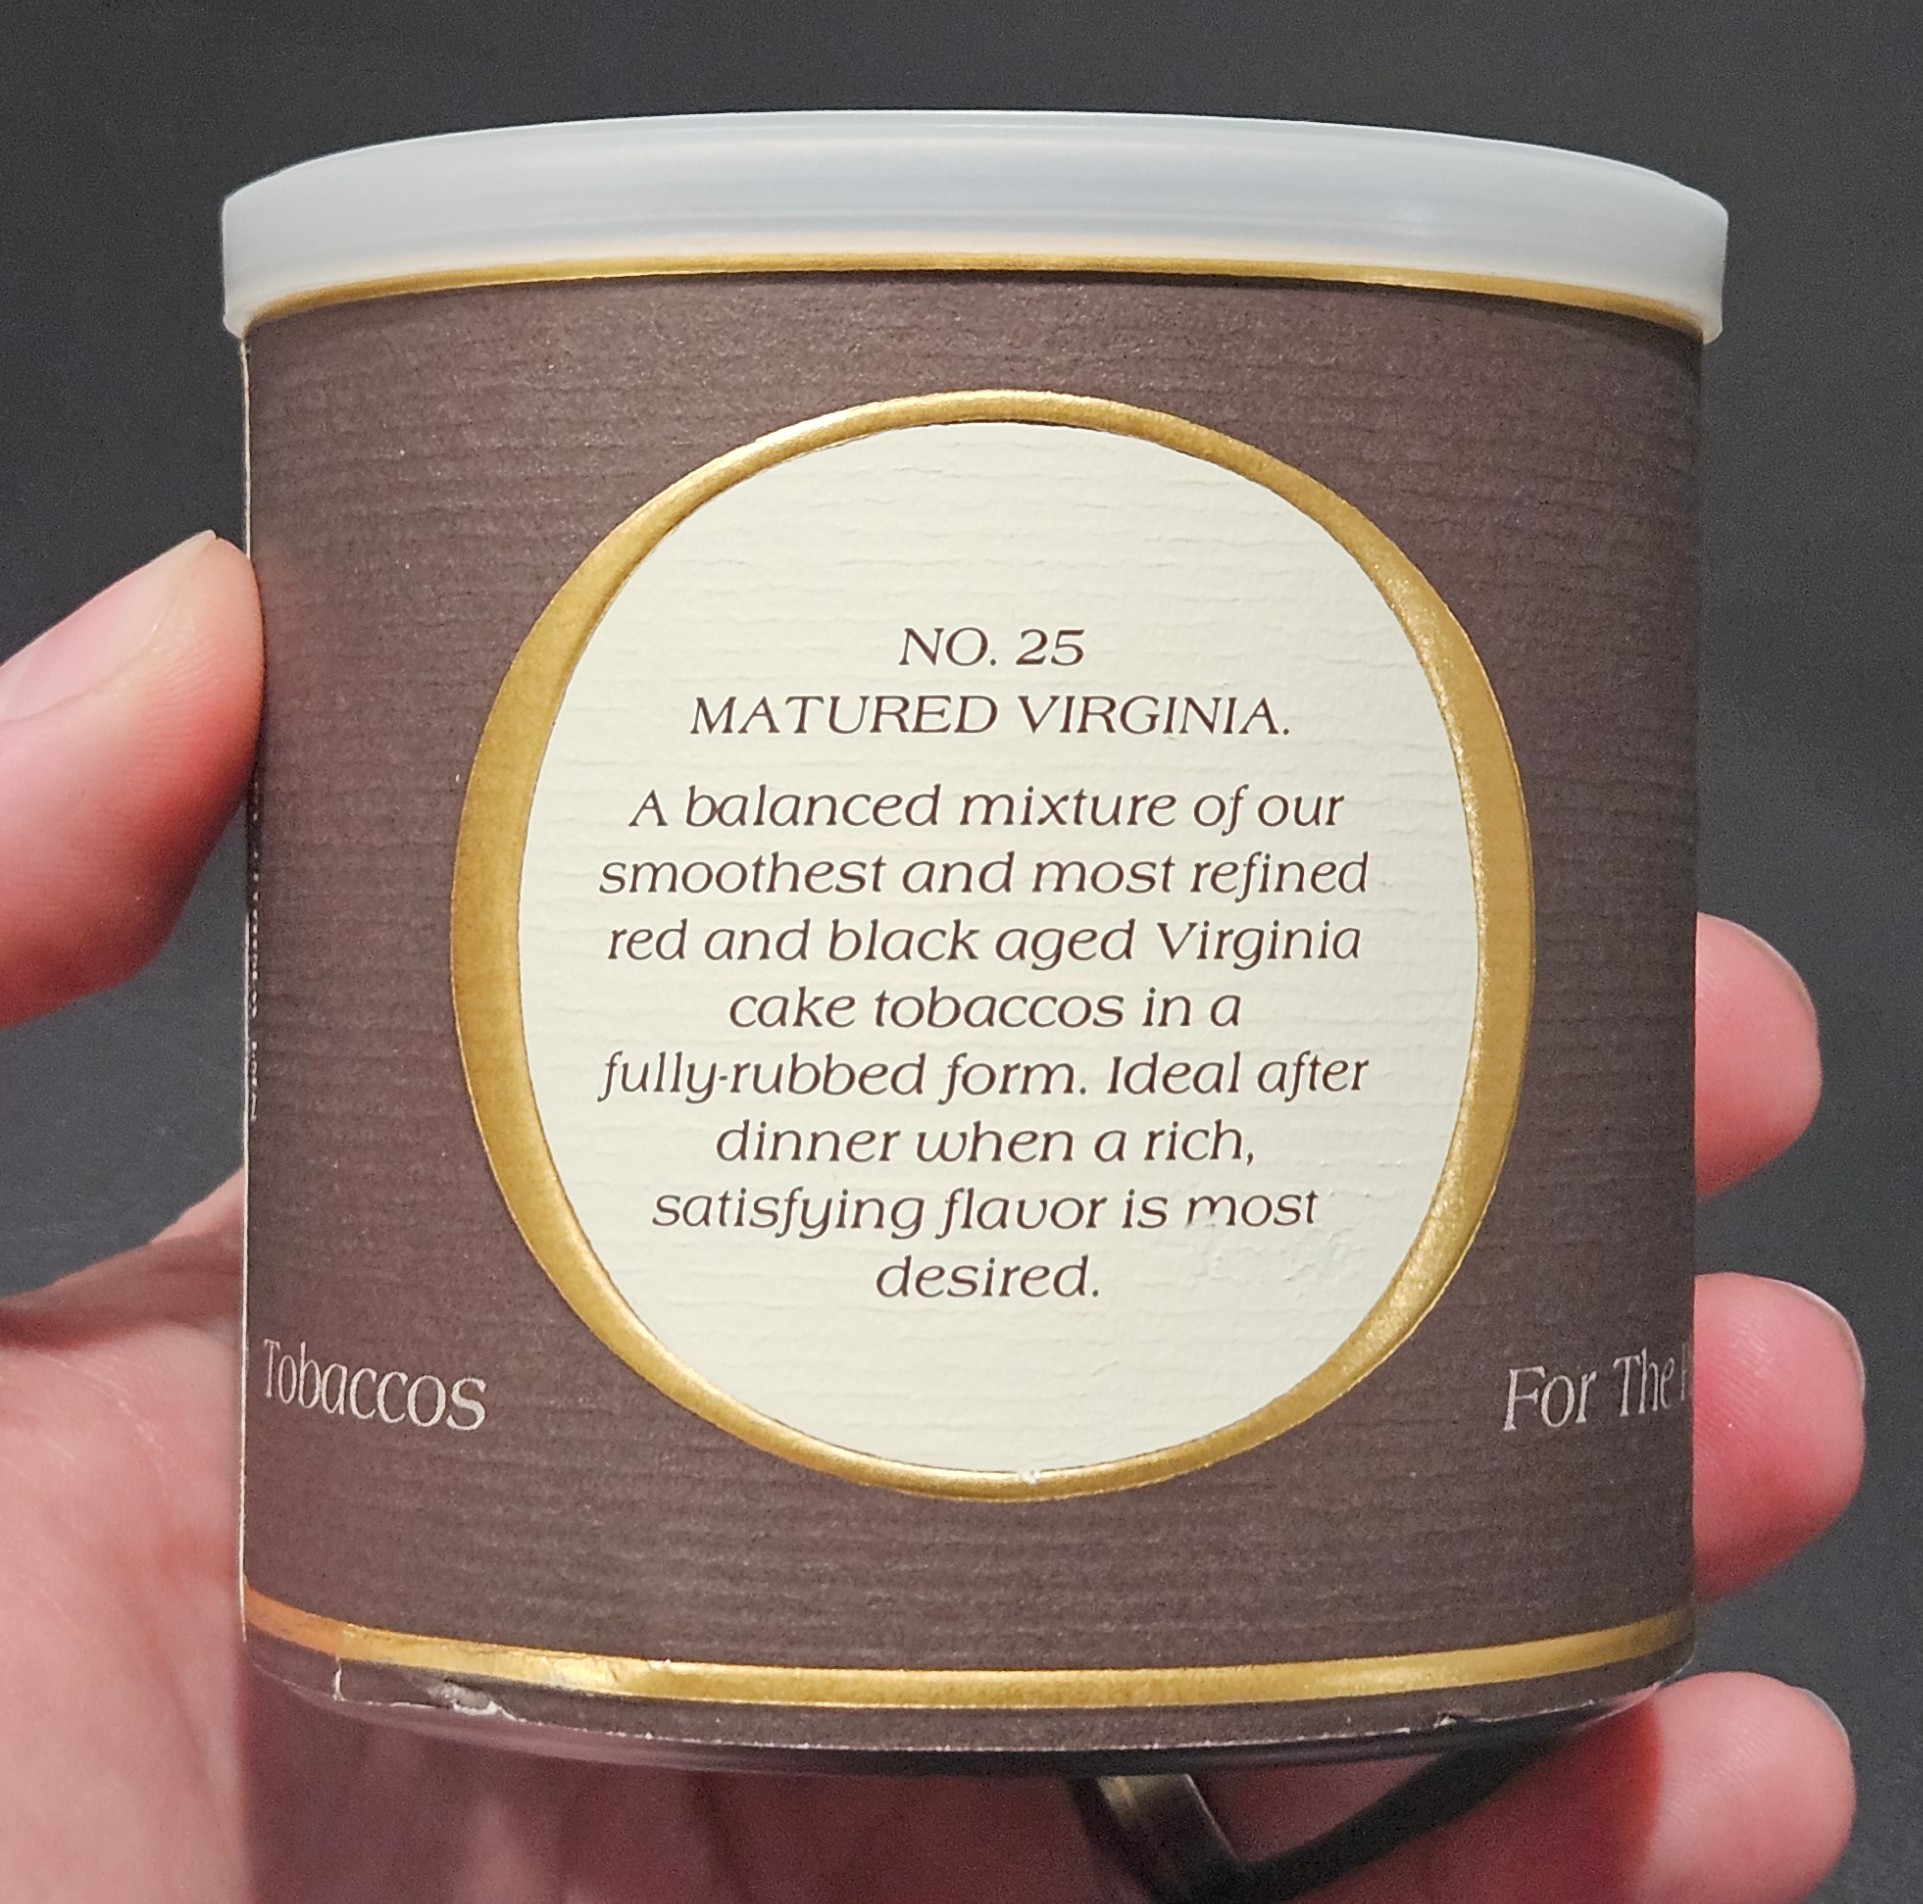 NO. 25
MATURED VIRGINIA.
A balanced mixture of our
smoothest and most refined
red and black aged Virginia
cake tobaccos in a
fully-rubbed form. Ideal after
dinner when a rich,
satisfying flavor is most
desired.
Tobaccos
For The